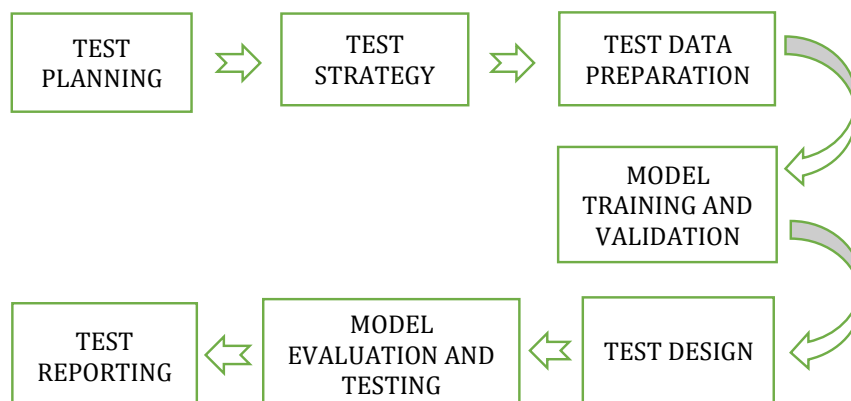 TEST
PLANNING
TEST
STRATEGY
TEST DATA
PREPARATION
MODEL
TRAINING AND
VALIDATION
TEST DESIGN
MODEL
EVALUATION AND
TESTING
TEST
REPORTING